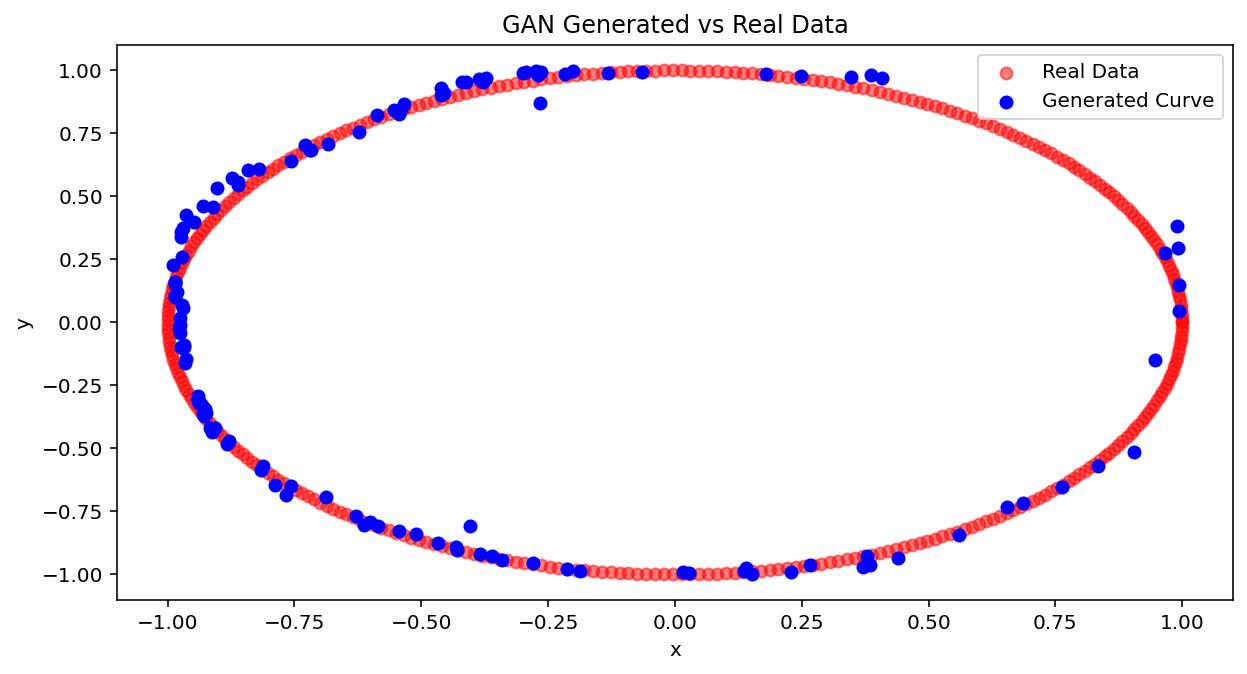 GAN Generated vs Real Data
Real Data
Generated Curve
1.00
0.75
0.50
0.25
0.00
−0.25
−0.50
−0.75
−1.00
y
−1.00 −0.75 −0.50 −0.25 0.00 0.25 0.50 0.75 1.00
x